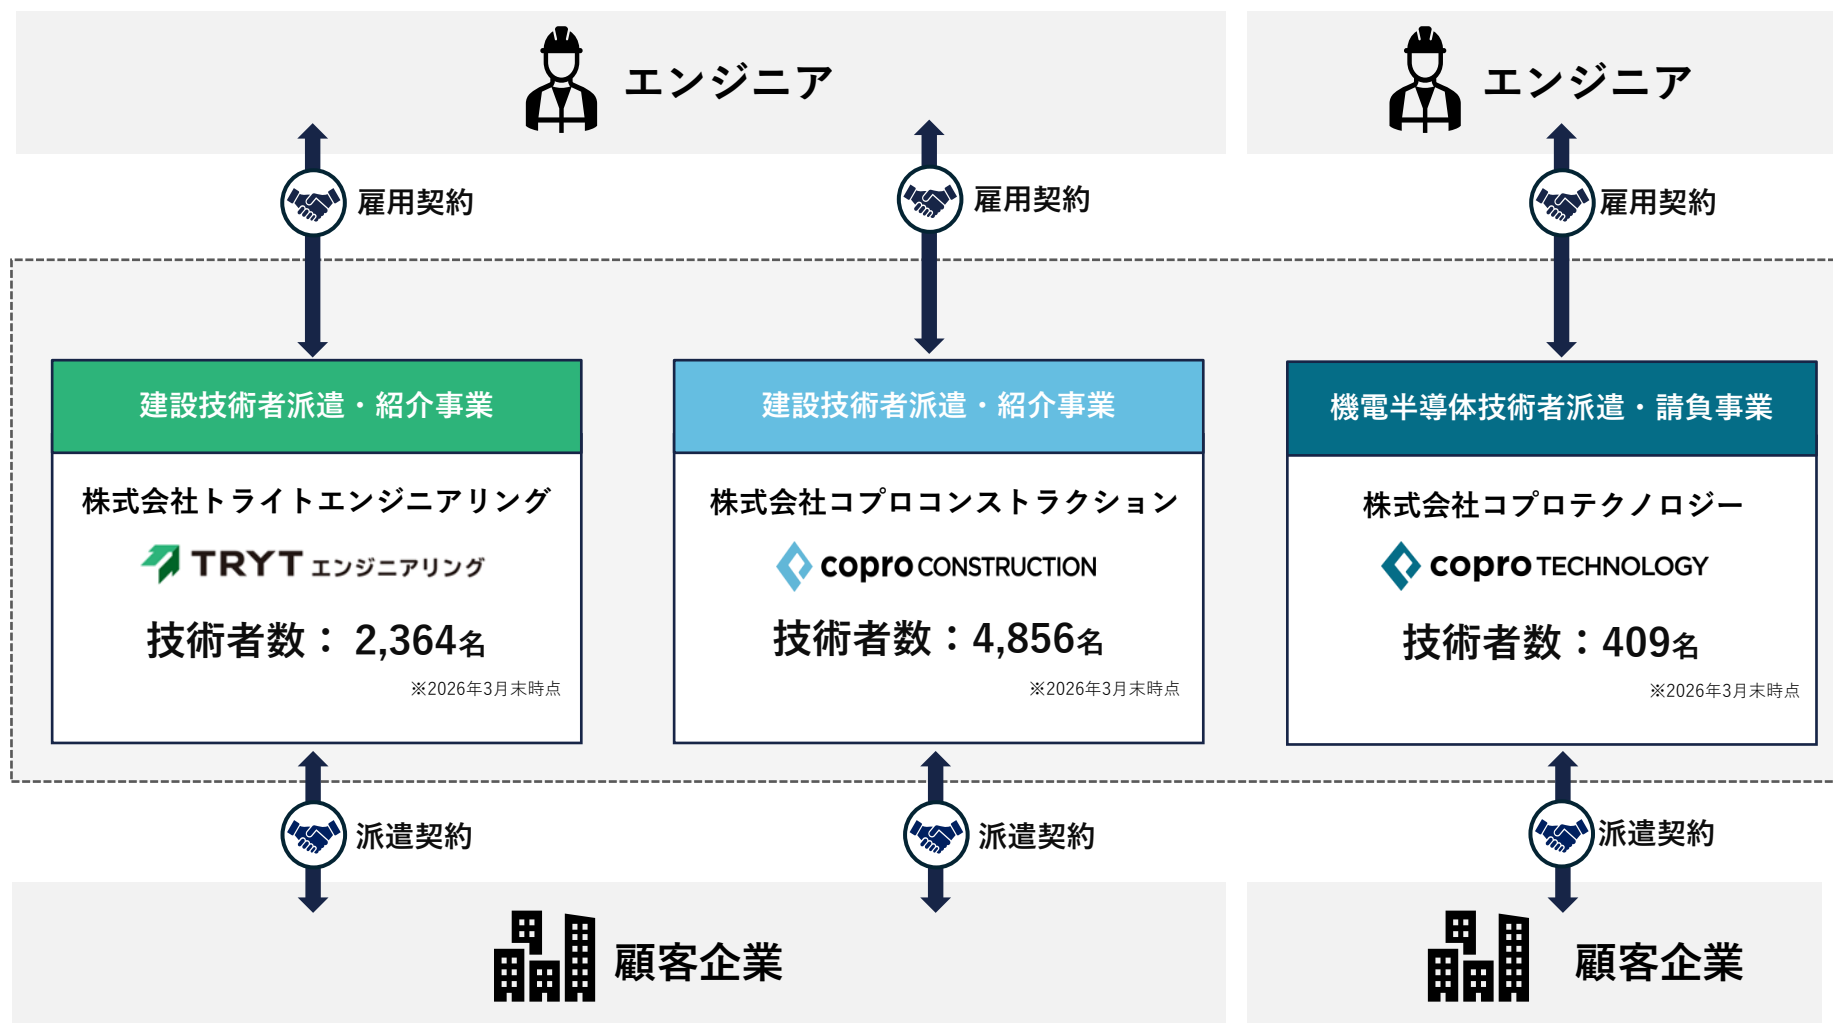 エンジニア
エンジニア
雇用契約
雇用契約
雇用契約
建設技術者派遣・紹介事業
株式会社トライトエンジニアリング
TRYT エンジニアリング
技術者数： 2,364名
※2026年3月末時点
建設技術者派遣・紹介事業
株式会社コプロコンストラクション
copro CONSTRUCTION
技術者数：4,856名
※2026年3月末時点
機電半導体技術者派遣・請負事業
株式会社コプロテクノロジー
copro TECHNOLOGY
技術者数：409名
※2026年3月末時点
派遣契約
派遣契約
派遣契約
顧客企業
顧客企業